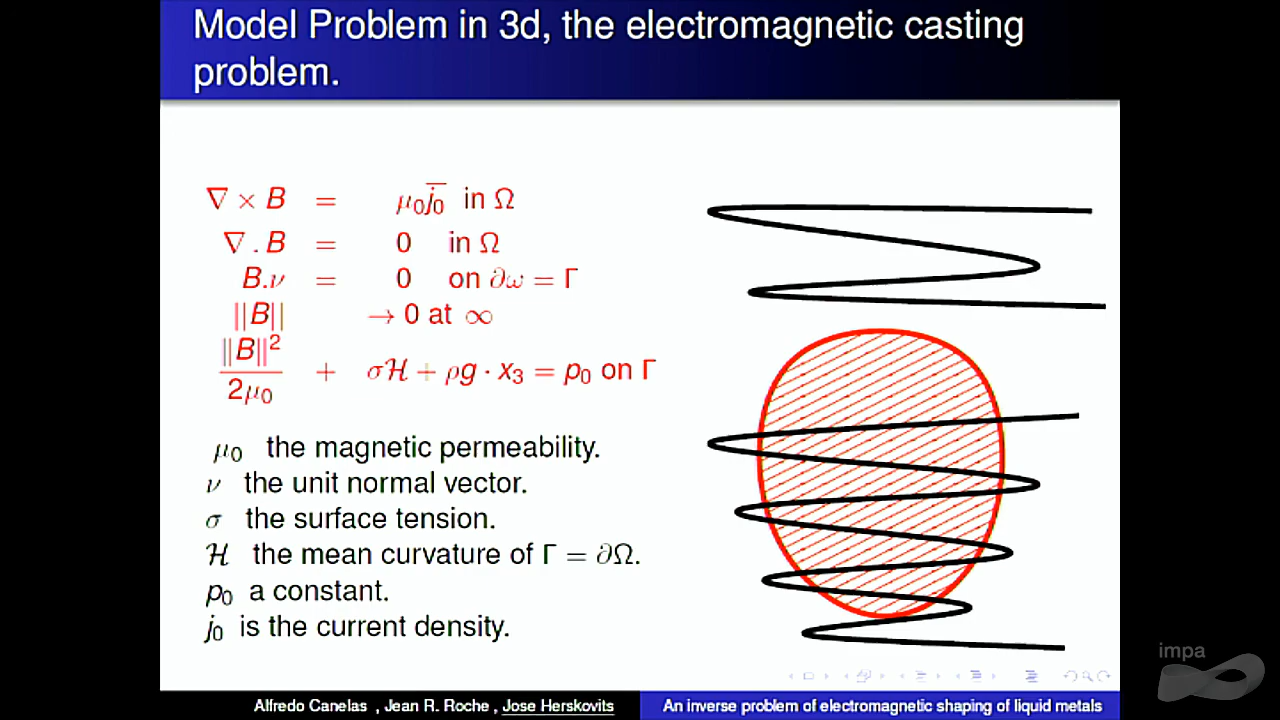 Model Problem in 3d, the electromagnetic casting
problem.
∇ × B = μ₀j̅₀ in Ω
∇ . B = 0 in Ω
B.ν = 0 on ∂ω = Γ
||B|| → 0 at ∞
||B||²/2μ₀ + σℋ + ρg · x₃ = p₀ on Γ
μ₀ the magnetic permeability.
ν the unit normal vector.
σ the surface tension.
ℋ the mean curvature of Γ = ∂Ω.
p₀ a constant.
j₀ is the current density.
impa
Alfredo Canelas , Jean R. Roche , Jose Herskovits An inverse problem of electromagnetic shaping of liquid metals